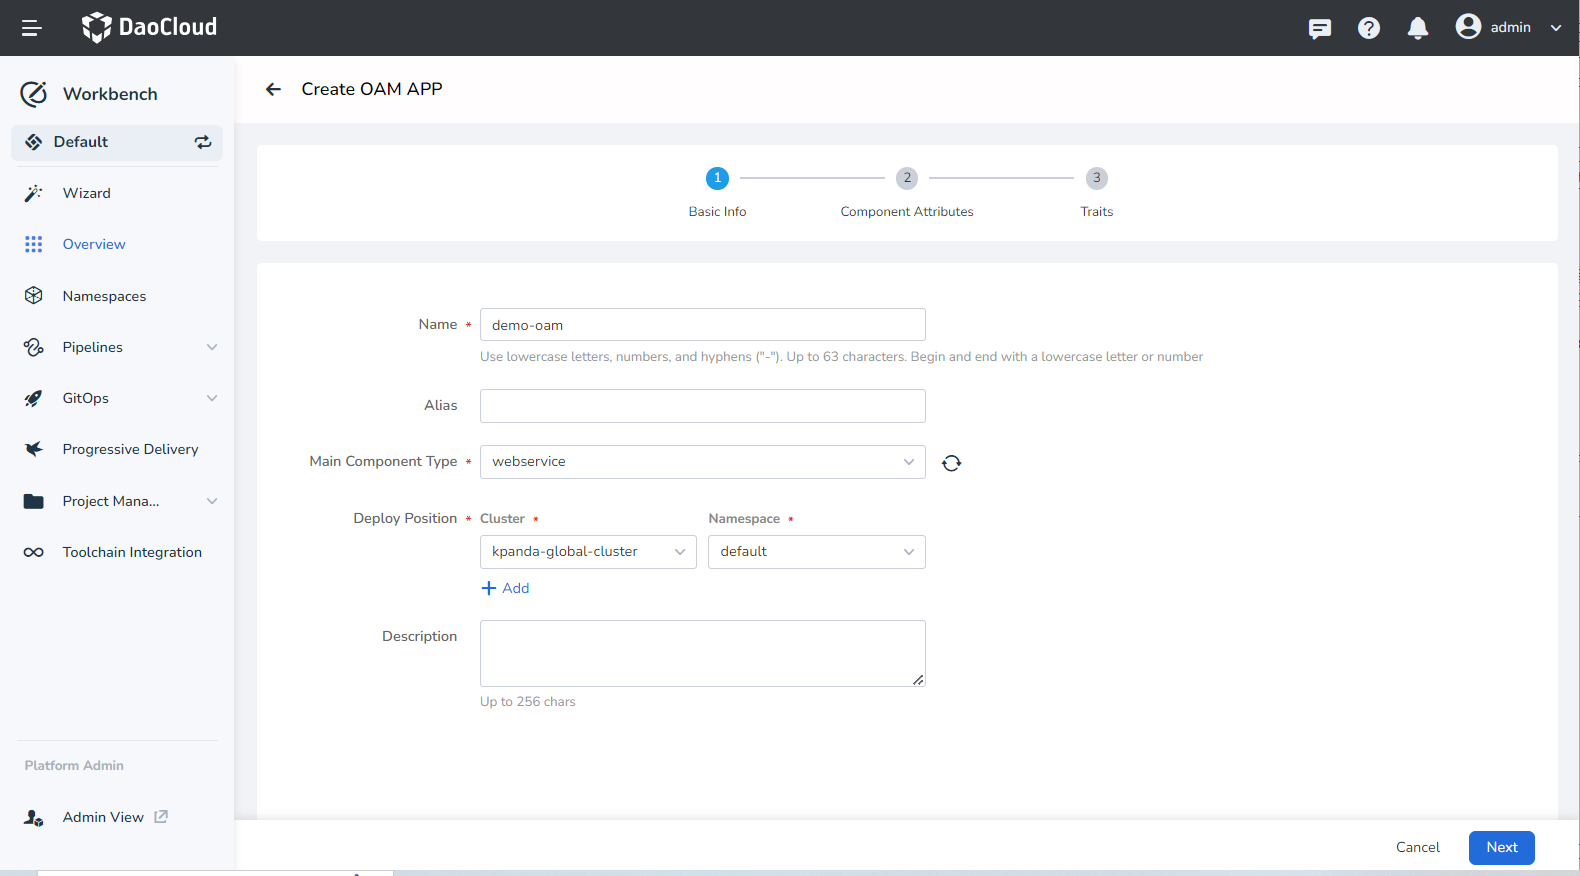 DaoCloud
admin
Workbench
Default
Wizard
Overview
Namespaces
Pipelines
GitOps
Progressive Delivery
Project Mana...
Toolchain Integration
Platform Admin
Admin View
Create OAM APP
1
2
3
Basic Info
Component Attributes
Traits
Name *
demo-oam
Use lowercase letters, numbers, and hyphens ("-"). Up to 63 characters. Begin and end with a lowercase letter or number
Alias
Main Component Type *
webservice
Deploy Position *
Cluster *
Namespace *
kpanda-global-cluster
default
+ Add
Description
Up to 256 chars
Cancel
Next